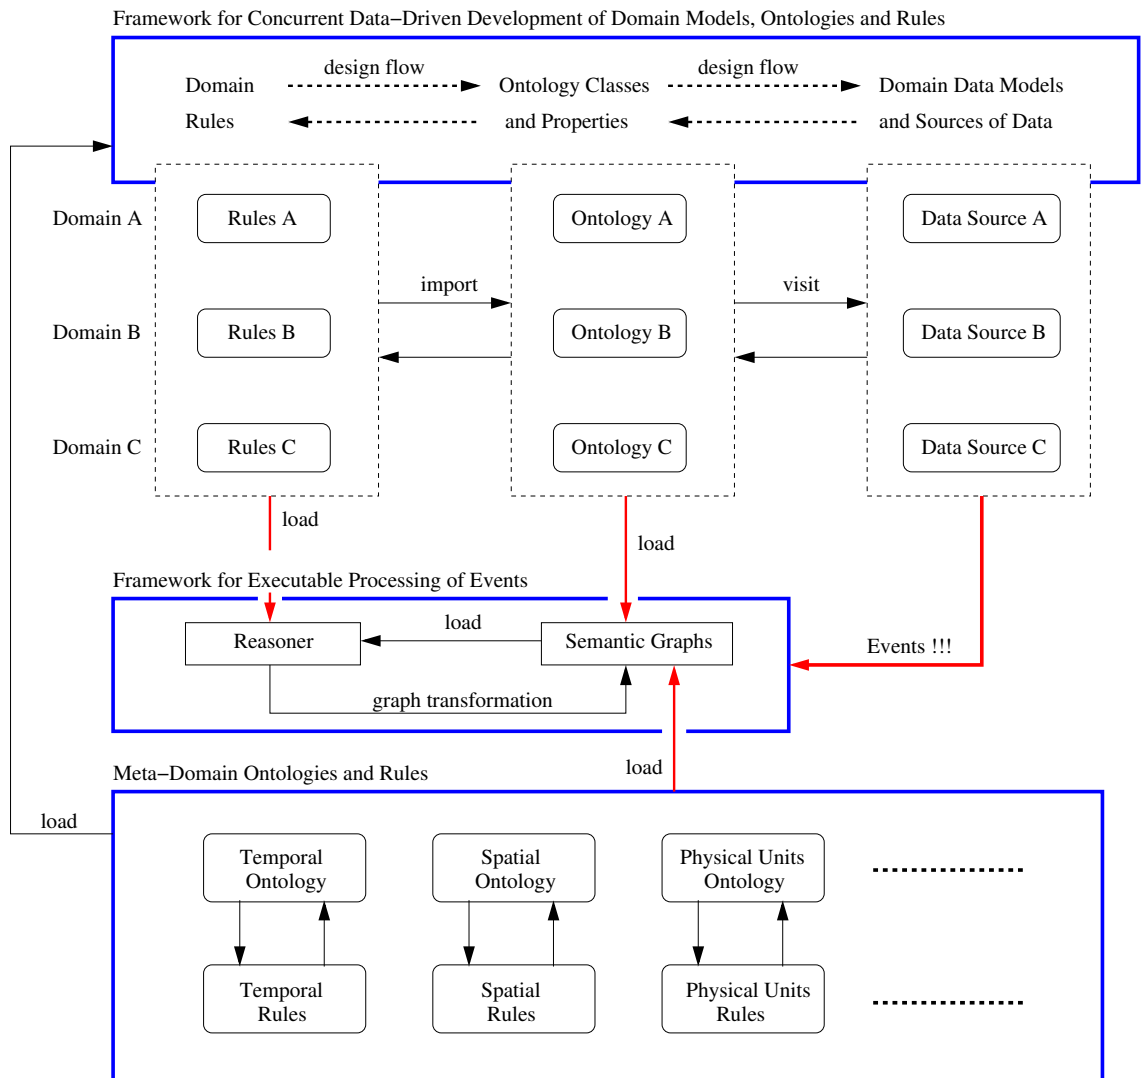 Framework for Concurrent Data−Driven Development of Domain Models, Ontologies and Rules
design flow
design flow
Domain
Ontology Classes
Domain Data Models
Rules
and Properties
and Sources of Data
Domain A
Rules A
Ontology A
Data Source A
import
visit
Domain B
Rules B
Ontology B
Data Source B
Domain C
Rules C
Ontology C
Data Source C
load
load
Framework for Executable Processing of Events
Reasoner
load
Semantic Graphs
Events !!!
graph transformation
load
Meta−Domain Ontologies and Rules
load
Temporal
Ontology
Spatial
Ontology
Physical Units
Ontology
Temporal
Rules
Spatial
Rules
Physical Units
Rules